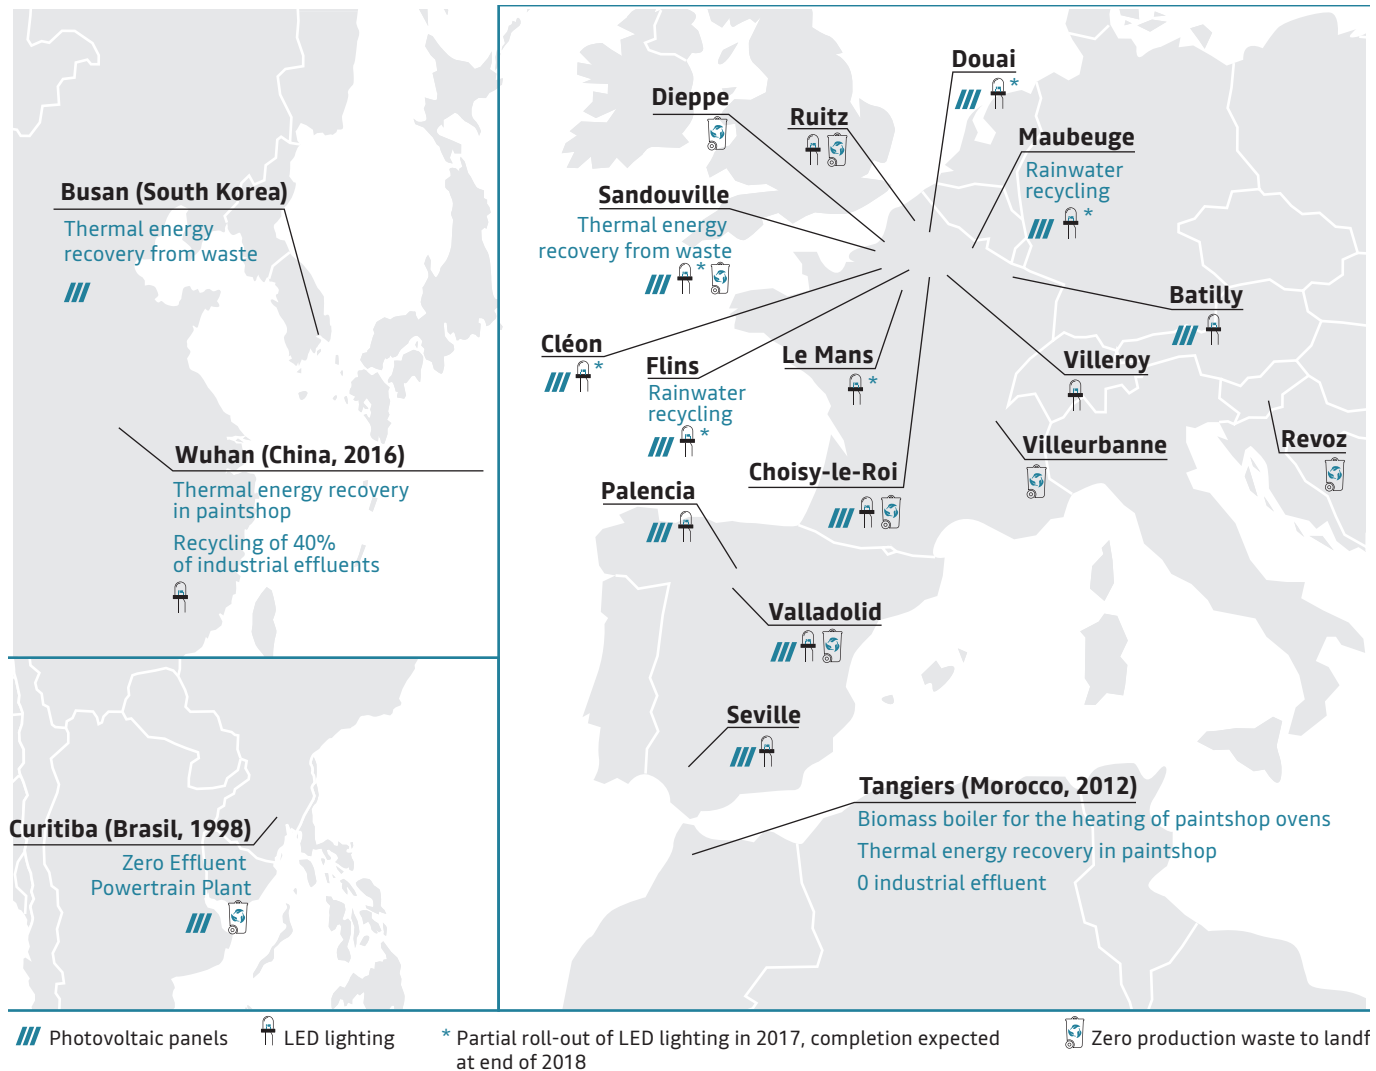 Busan (South Korea)
Thermal energy
recovery from waste
Wuhan (China, 2016)
Thermal energy recovery
in paintshop
Recycling of 40%
of industrial effluents
Curitiba (Brasil, 1998)
Zero Effluent
Powertrain Plant
Douai
*
Dieppe
Ruitz
Maubeuge
Rainwater
recycling
*
Sandouville
Thermal energy
recovery from waste
*
Batilly
Cléon
*
Flins
Rainwater
recycling
*
Le Mans
*
Villeroy
Villeurbanne
Revoz
Choisy-le-Roi
Palencia
Valladolid
Seville
Tangiers (Morocco, 2012)
Biomass boiler for the heating of paintshop ovens
Thermal energy recovery in paintshop
0 industrial effluent
Photovoltaic panels
LED lighting
* Partial roll-out of LED lighting in 2017, completion expected
at end of 2018
Zero production waste to landf